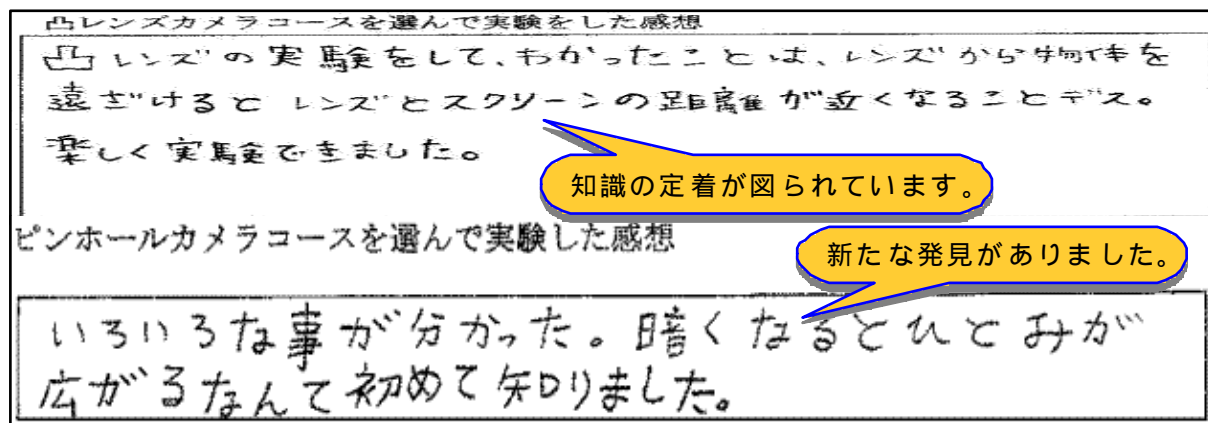 凸レンズカメラコースを選んで実験をした感想
凸レンズの実験をして、わかったことは、レンズから物体を
遠ざけるとレンズとスクリーンの距離が近くなることデス。
楽しく実験できました。
知識の定着が図られています。
ピンホールカメラコースを選んで実験した感想
新たな発見がありました。
いろいろな事が分かった。暗くなるとひとみが
広がるなんて初めて知りました。